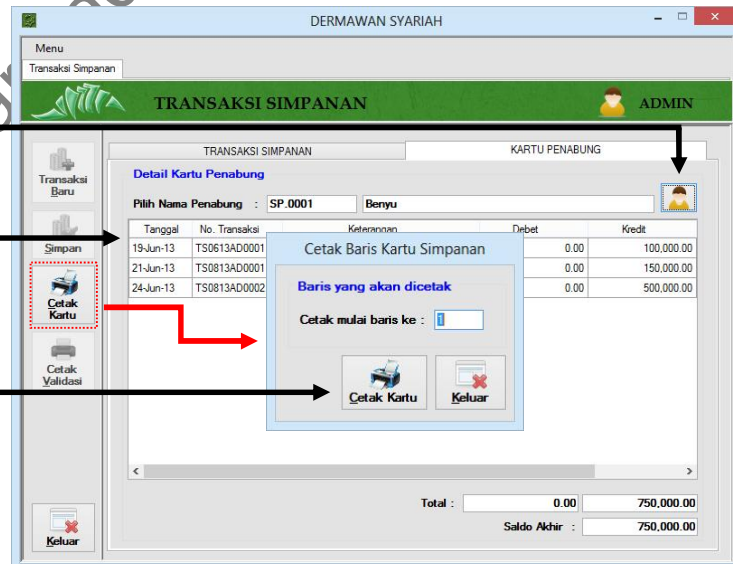 DERMAWAN SYARIAH
Menu
Transaksi Simpanan
TRANSAKSI SIMPANAN
ADMIN
Transaksi
Baru
Simpan
Cetak
Kartu
Cetak
Validasi
Keluar
TRANSAKSI SIMPANAN KARTU PENABUNG
Detail Kartu Penabung
Pilih Nama Penabung : SP.0001 Benyu
Tanggal No. Transaksi Keterangan Debet Kredit
19-Jun-13 TS0613AD0001 0.00 100,000.00
21-Jun-13 TS0813AD0001 0.00 150,000.00
24-Jun-13 TS0813AD0002 0.00 500,000.00
Cetak Baris Kartu Simpanan
Baris yang akan dicetak
Cetak mulai baris ke : 1
Cetak Kartu
Keluar
Total : 0.00 750,000.00
Saldo Akhir : 750,000.00